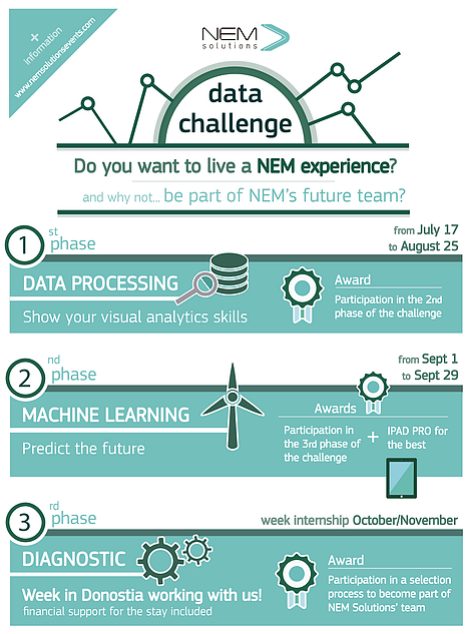 +
information
www.nemsolutionsevents.com
NEM
solutions
data
challenge
Do you want to live a NEM experience?
and why not... be part of NEM's future team?
1st
phase
from July 17
to August 25
DATA PROCESSING
Show your visual analytics skills
Award
Participation in the 2nd
phase of the challenge
2nd
phase
from Sept 1
to Sept 29
MACHINE LEARNING
Predict the future
Awards
Participation in
the 3rd phase of
the challenge
+
IPAD PRO for
the best
3rd
phase
week internship October/November
DIAGNOSTIC
Week in Donostia working with us!
financial support for the stay included
Award
Participation in a selection
process to become part of
NEM Solutions' team